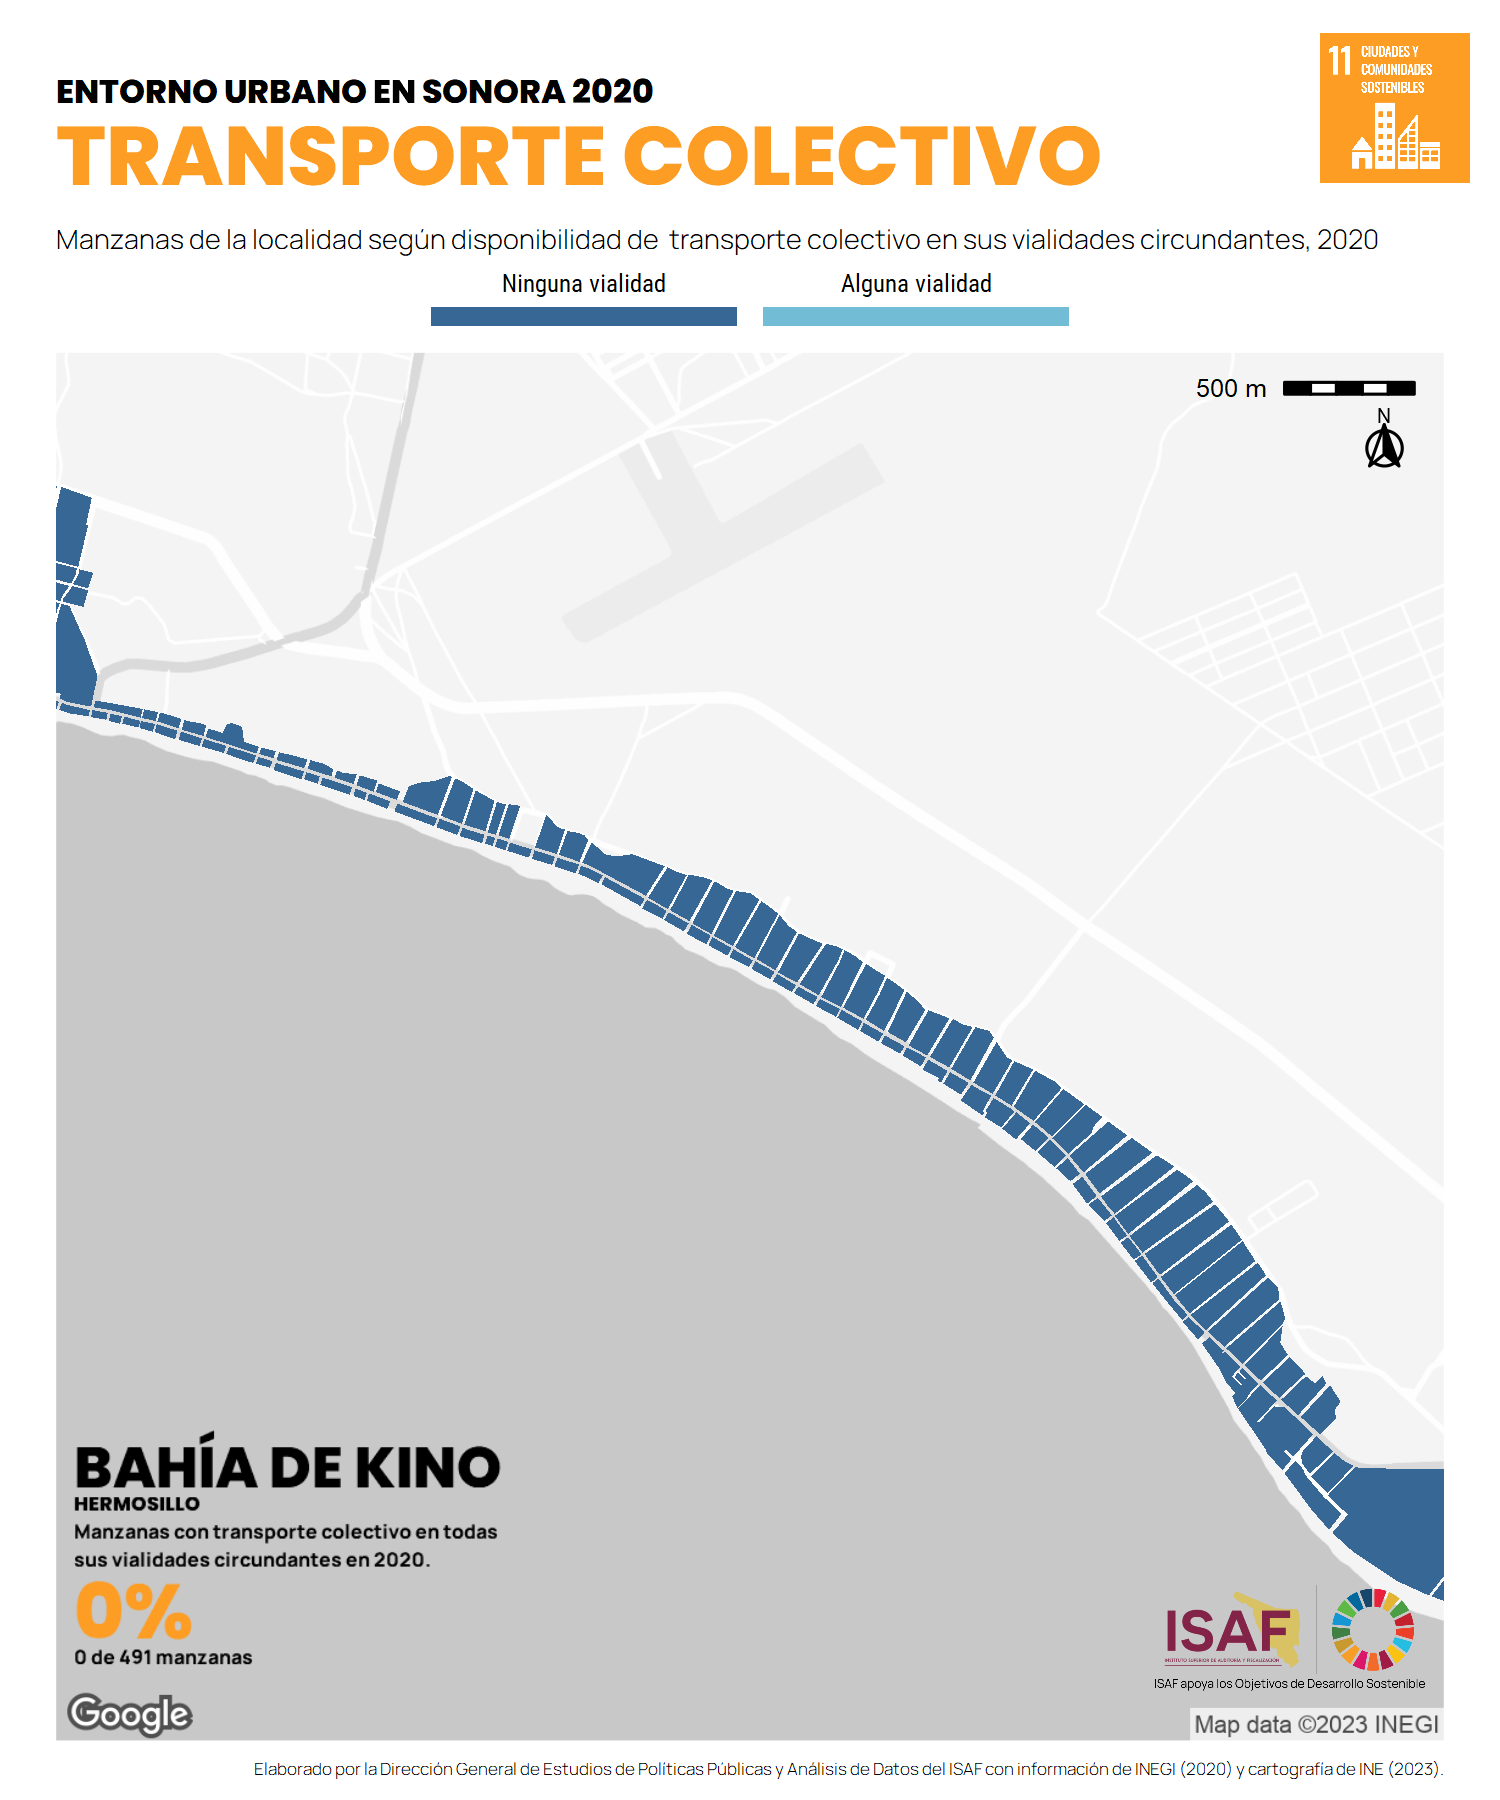 ENTORNO URBANO EN SONORA 2020
TRANSPORTE COLECTIVO
11 CIUDADES Y
COMUNIDADES
SOSTENIBLES
Manzanas de la localidad según disponibilidad de transporte colectivo en sus vialidades circundantes, 2020
Ninguna vialidad
Alguna vialidad
500 m
N
BAHÍA DE KINO
HERMOSILLO
Manzanas con transporte colectivo en todas
sus vialidades circundantes en 2020.
0%
0 de 491 manzanas
Google
ISAF
INSTITUTO SUPERIOR DE AUDITORÍA Y FISCALIZACIÓN
ISAF apoya los Objetivos de Desarrollo Sostenible
Map data ©2023 INEGI
Elaborado por la Dirección General de Estudios de Políticas Públicas y Análisis de Datos del ISAF con información de INEGI (2020) y cartografía de INE (2023).